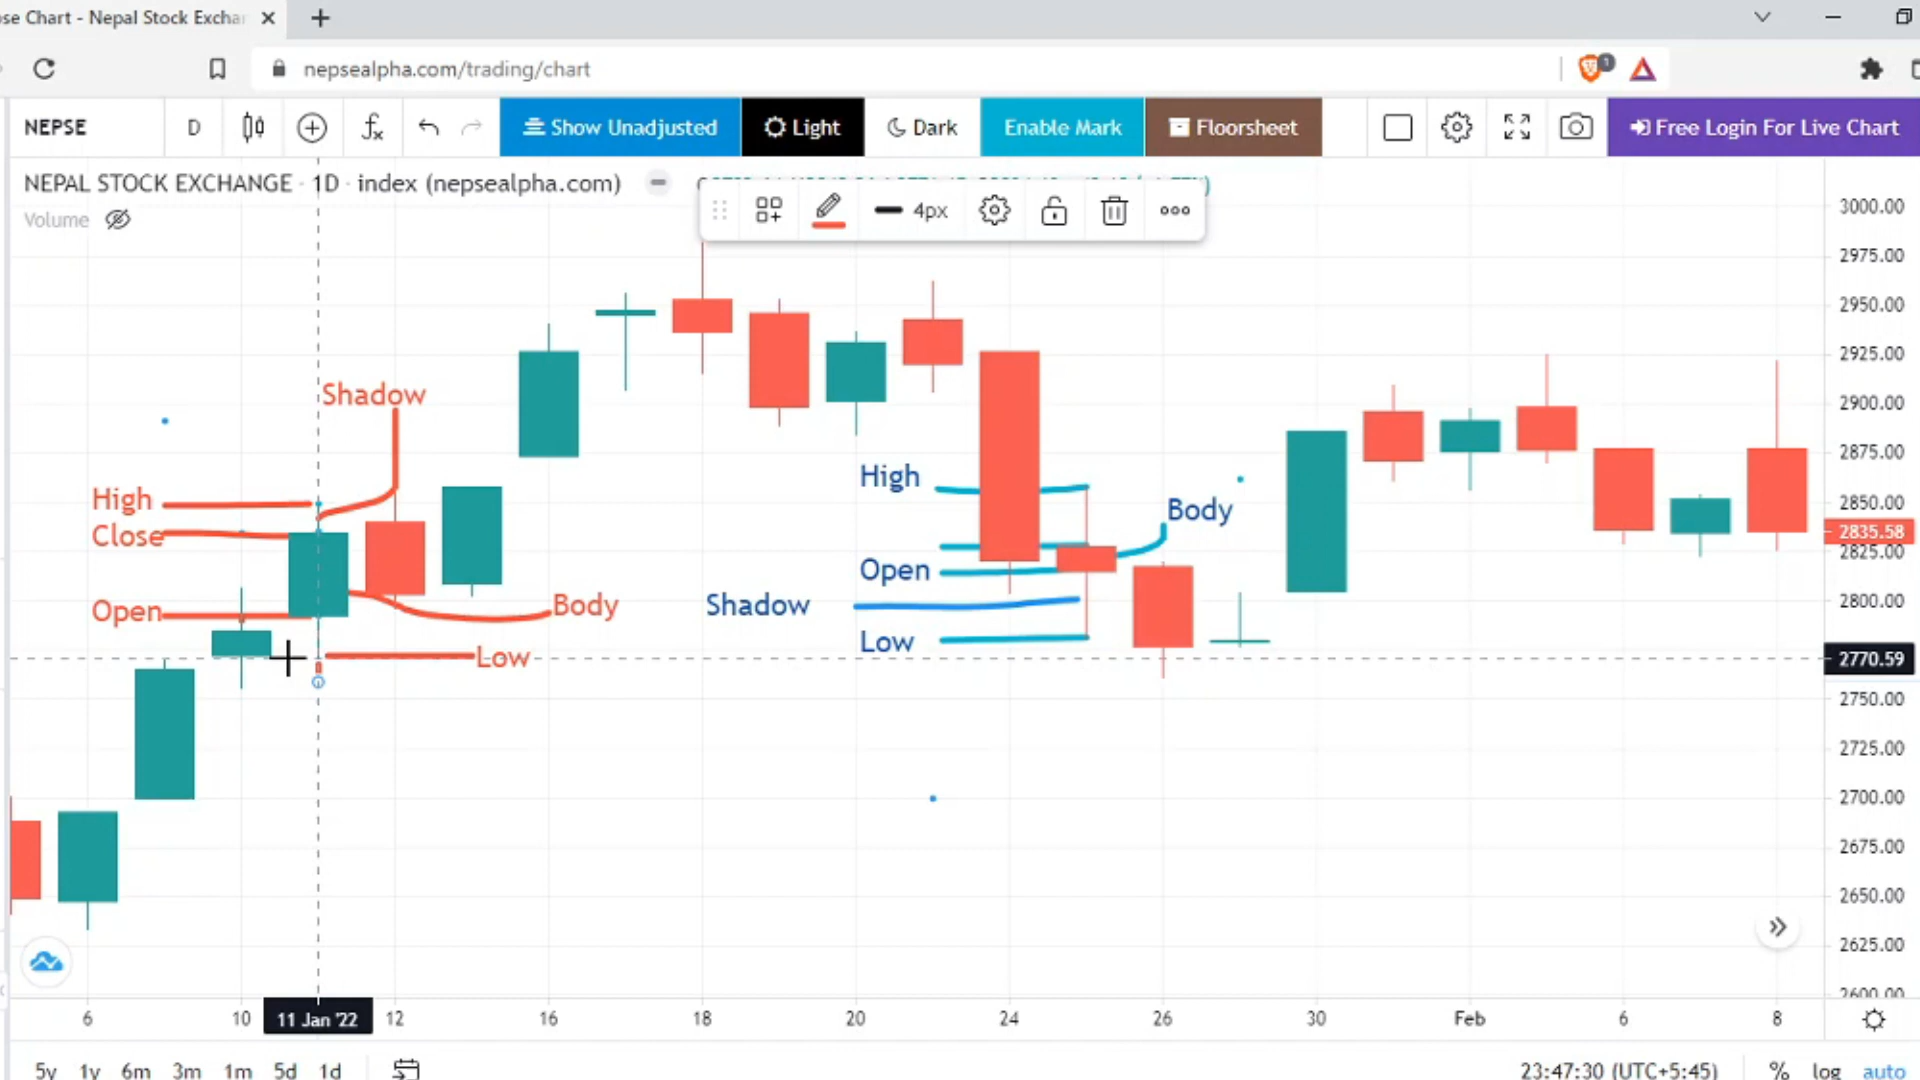 se Chart - Nepal Stock Exchar
nepsealpha.com/trading/chart
1
NEPSE D Show Unadjusted Light Dark Enable Mark Floorsheet Free Login For Live Chart
NEPAL STOCK EXCHANGE · 1D · index (nepsealpha.com)
Volume
4px
3000.00
2975.00
2950.00
2925.00
2900.00
2875.00
2850.00
2835.58
2825.00
2800.00
2770.59
2750.00
2725.00
2700.00
2675.00
2650.00
2625.00
2600.00
Shadow
High
Close
Open
Body
Low
High
Body
Open
Shadow
Low
6 10 11 Jan '22 12 16 18 20 24 26 30 Feb 6 8
5y 1y 6m 3m 1m 5d 1d 23:47:30 (UTC+5:45) % log auto